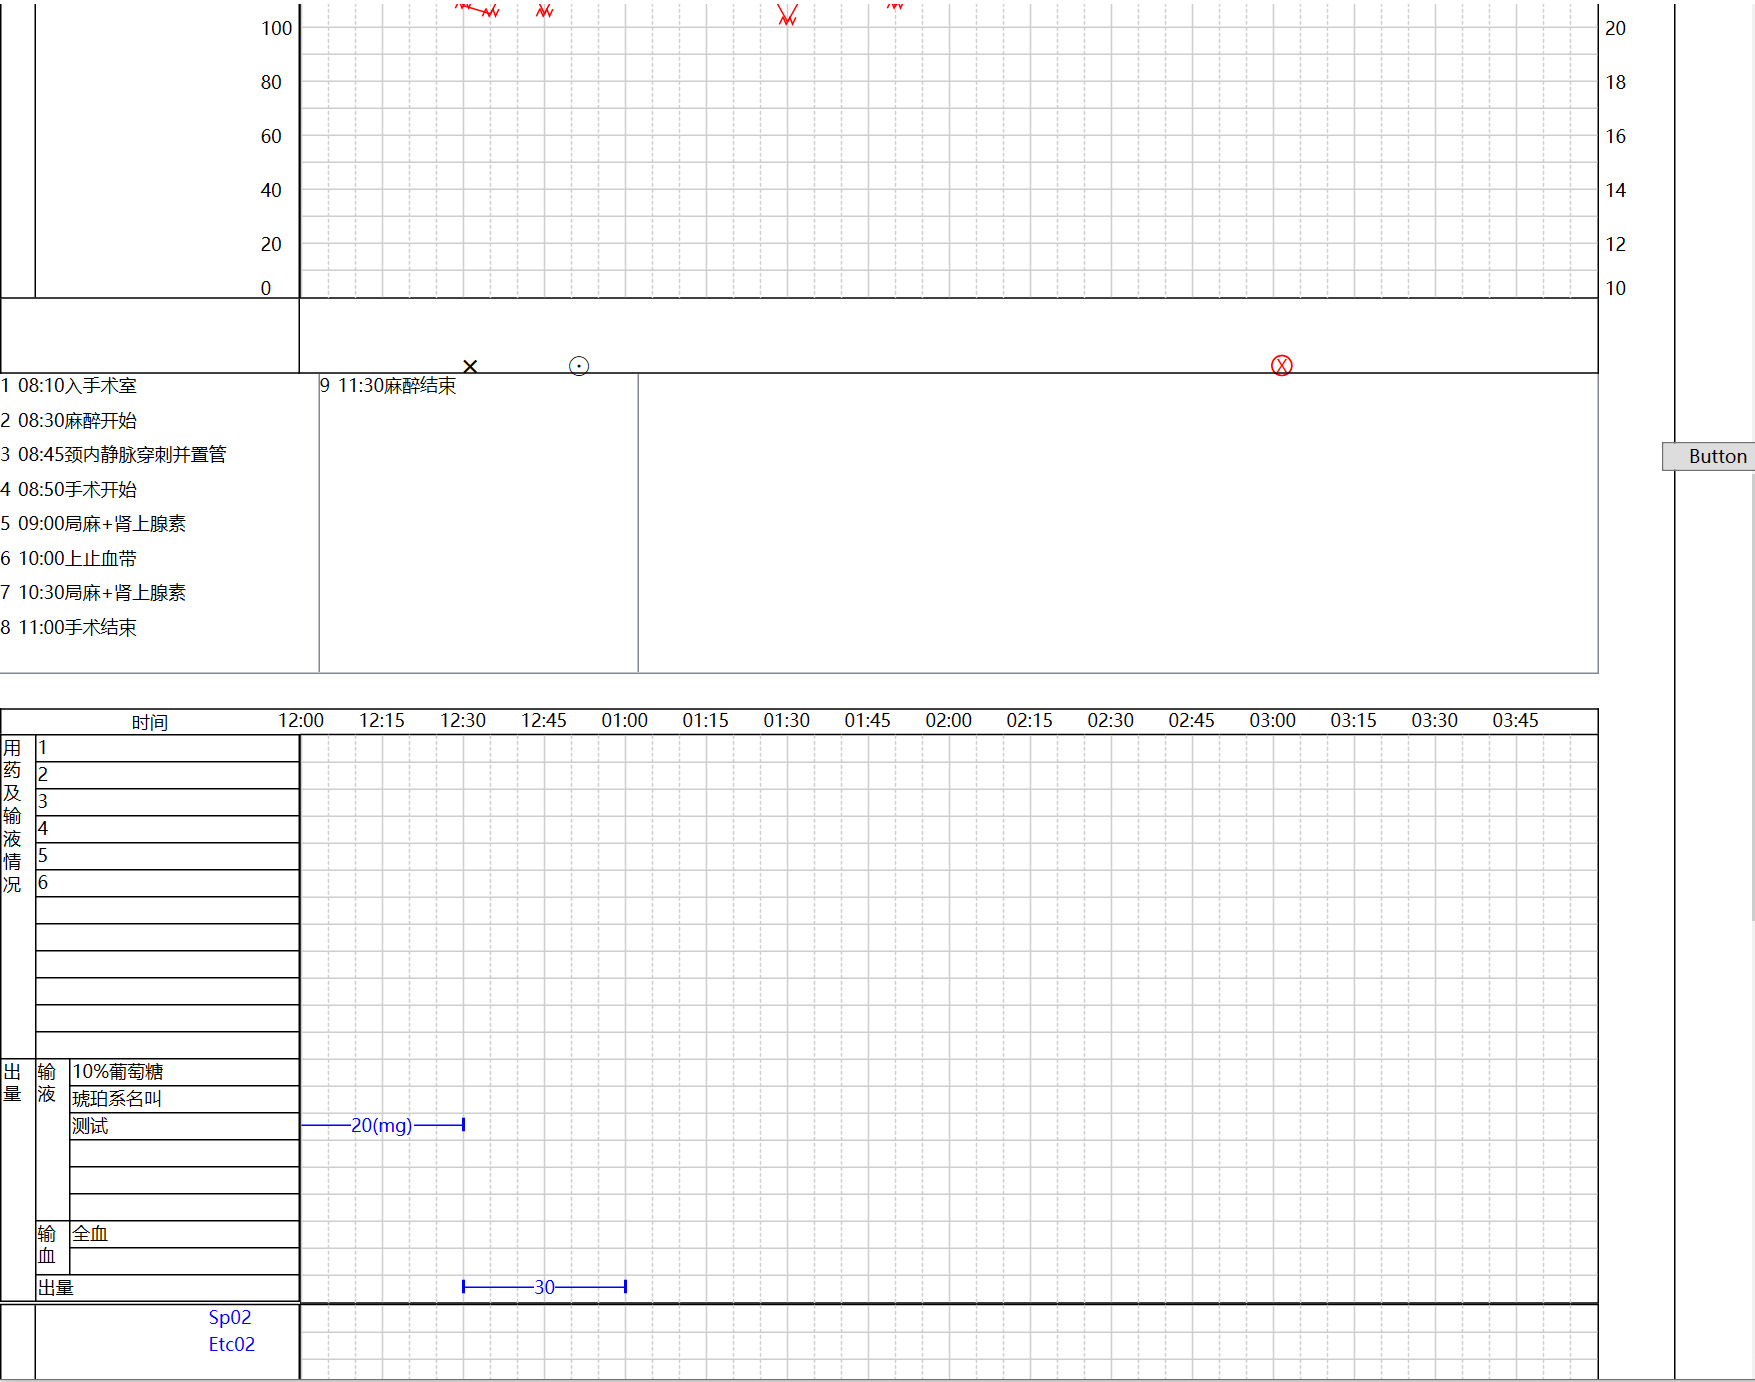 100 20
80 18
60 16
40 14
20 12
0 10
1 08:10入手术室
2 08:30麻醉开始
3 08:45颈内静脉穿刺并置管
4 08:50手术开始
5 09:00局麻+肾上腺素
6 10:00上止血带
7 10:30局麻+肾上腺素
8 11:00手术结束
9 11:30麻醉结束
Button
时间 12:00 12:15 12:30 12:45 01:00 01:15 01:30 01:45 02:00 02:15 02:30 02:45 03:00 03:15 03:30 03:45
用药及输液情况
1
2
3
4
5
6
出量
输液
10%葡萄糖
琥珀系名叫
测试 20(mg)
输血
全血
出量 30
Sp02
Etc02